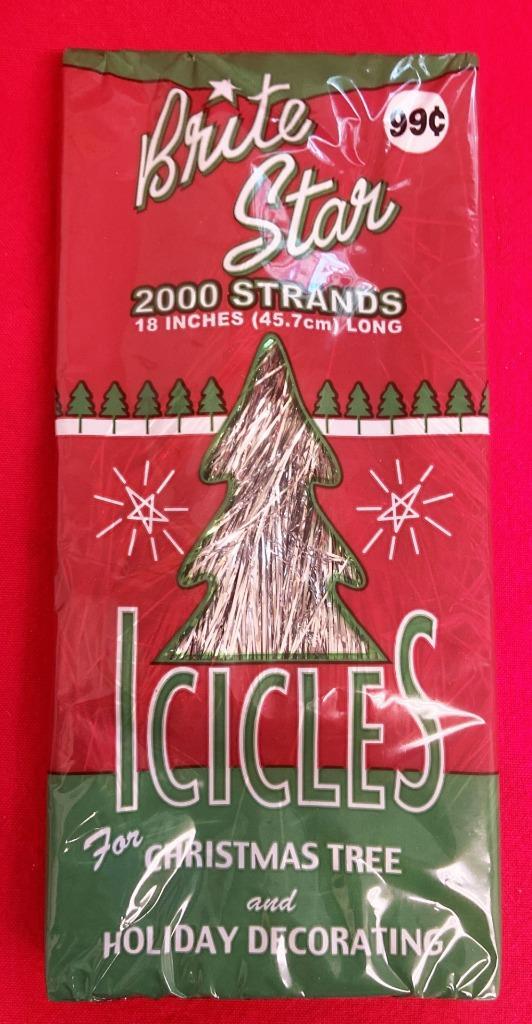 Brite
99¢
Star
2000 STRANDS
18 INCHES (45.7cm) LONG
ICICLES
For CHRISTMAS TREE
and
HOLIDAY DECORATING